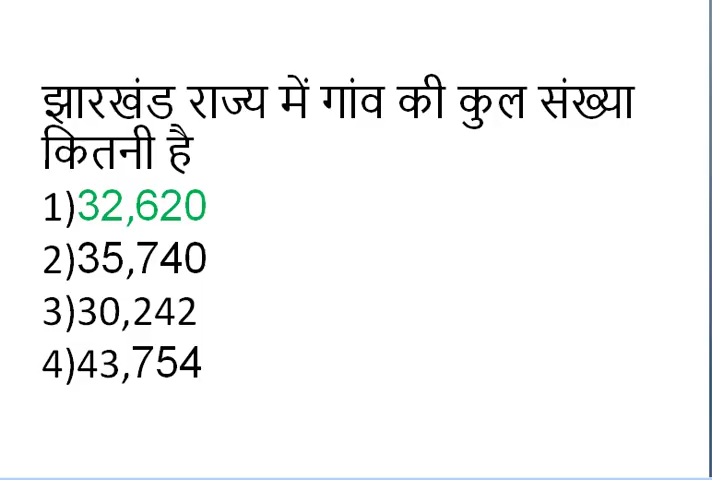 झारखंड राज्य में गांव की कुल संख्या
कितनी है
1)32,620
2)35,740
3)30,242
4)43,754